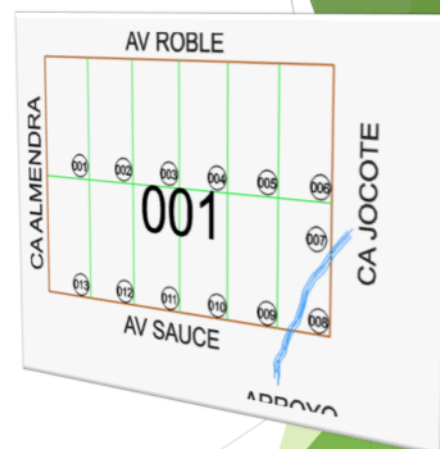 AV ROBLE
CA ALMENDRA
CA JOCOTE
001 002 003 004 005 006
001
007
013 012 011 010 009 008
AV SAUCE
ARROYO